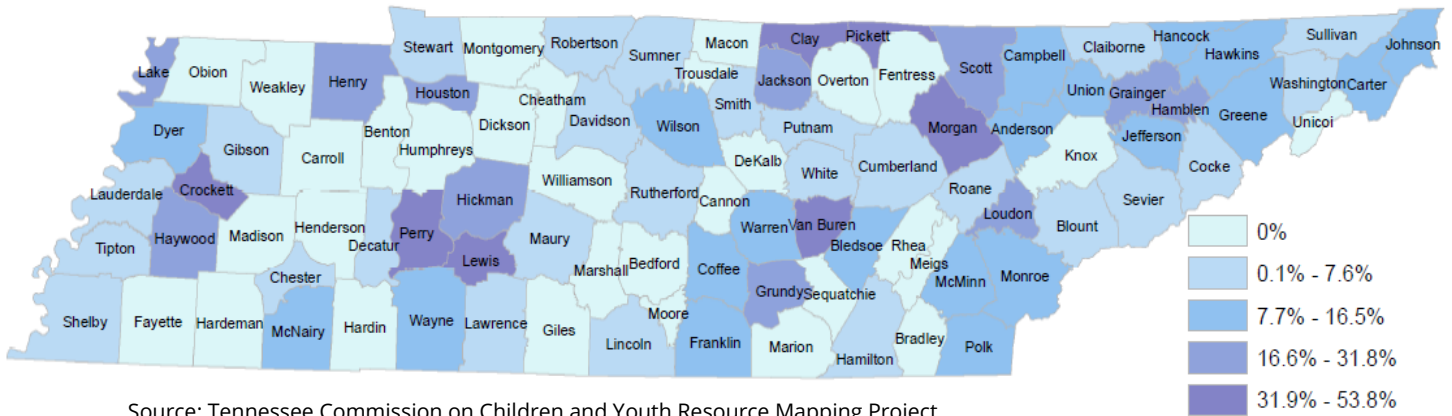 Stewart
Montgomery
Robertson
Sumner
Macon
Clay
Pickett
Scott
Campbell
Claiborne
Hancock
Hawkins
Sullivan
Johnson
Lake
Obion
Weakley
Henry
Houston
Cheatham
Trousdale
Jackson
Overton
Fentress
Union
Grainger
Hamblen
Washington
Carter
Dyer
Gibson
Carroll
Benton
Humphreys
Dickson
Davidson
Wilson
Smith
Putnam
Morgan
Anderson
Knox
Jefferson
Greene
Unicoi
Lauderdale
Crockett
Hickman
Williamson
Rutherford
DeKalb
Cannon
White
Cumberland
Roane
Loudon
Blount
Sevier
Cocke
Tipton
Haywood
Madison
Henderson
Decatur
Perry
Lewis
Maury
Marshall
Bedford
Coffee
Warren
Van Buren
Bledsoe
Rhea
Meigs
McMinn
Monroe
Shelby
Fayette
Hardeman
Chester
McNairy
Hardin
Wayne
Lawrence
Giles
Lincoln
Moore
Franklin
Grundy
Sequatchie
Marion
Hamilton
Bradley
Polk
0%
0.1% - 7.6%
7.7% - 16.5%
16.6% - 31.8%
31.9% - 53.8%
Source: Tennessee Commission on Children and Youth Resource Mapping Project